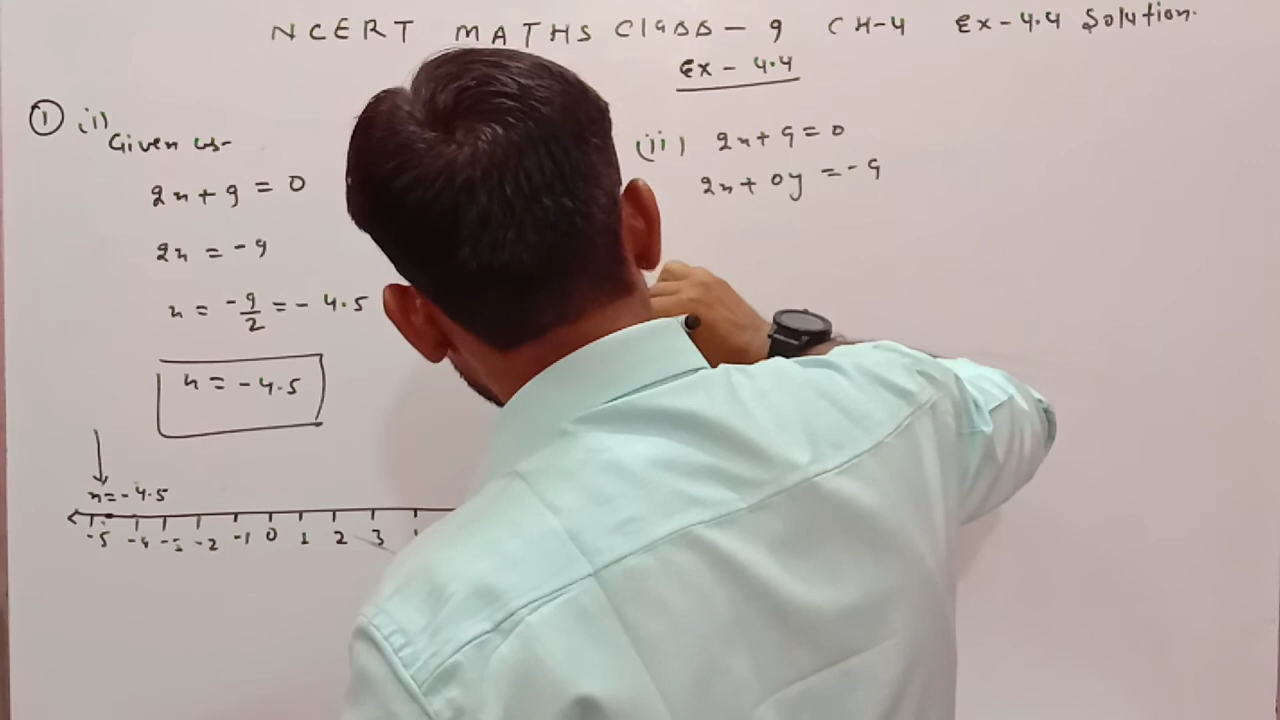 NCERT MATHS Class - 9 CH-4 Ex-4.4 Solution.
Ex - 4.4
① (i)
Given is-
2x + 9 = 0
2x = -9
x = -9/2 = - 4.5
x = - 4.5
x = - 4.5
-5 -4 -3 -2 -1 0 1 2 3
(ii) 2x + 9 = 0
2x + 0y = -9